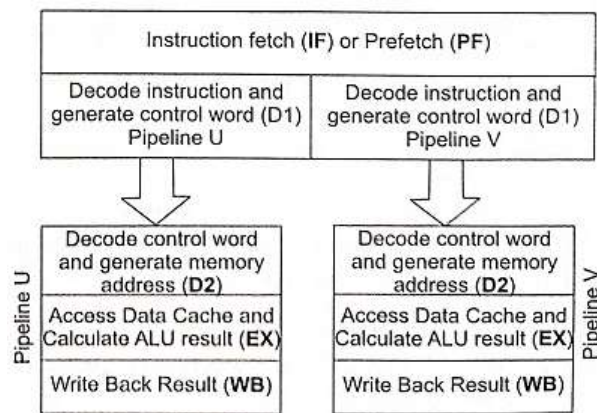 Instruction fetch (IF) or Prefetch (PF)
Decode instruction and
generate control word (D1)
Pipeline U
Decode instruction and
generate control word (D1)
Pipeline V
Pipeline U
Decode control word
and generate memory
address (D2)
Access Data Cache and
Calculate ALU result (EX)
Write Back Result (WB)
Decode control word
and generate memory
address (D2)
Access Data Cache and
Calculate ALU result (EX)
Write Back Result (WB)
Pipeline V